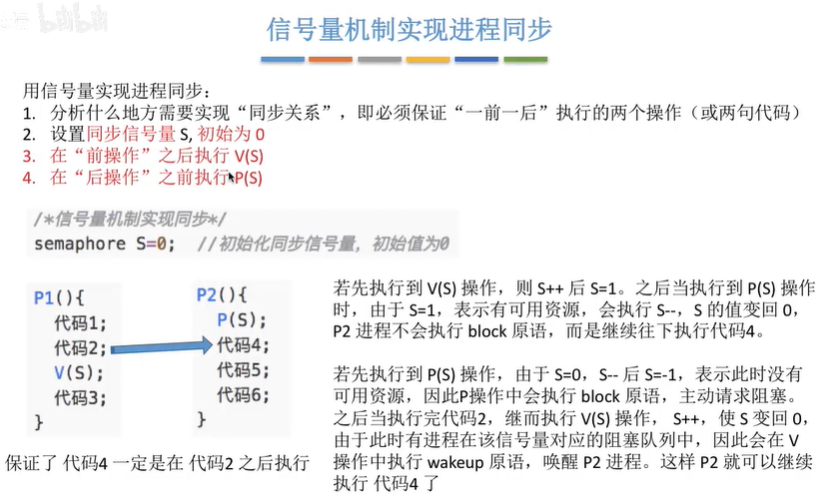 信号量机制实现进程同步
用信号量实现进程同步：
1. 分析什么地方需要实现“同步关系”，即必须保证“一前一后”执行的两个操作（或两句代码）
2. 设置同步信号量 S, 初始为 0
3. 在“前操作”之后执行 V(S)
4. 在“后操作”之前执行 P(S)
/*信号量机制实现同步*/
semaphore S=0;  //初始化同步信号量，初始值为0
P1(){
代码1;
代码2;
V(S);
代码3;
}
P2(){
P(S);
代码4;
代码5;
代码6;
}
保证了 代码4 一定是在 代码2 之后执行
若先执行到 V(S) 操作，则 S++ 后 S=1。之后当执行到 P(S) 操作
时，由于 S=1，表示有可用资源，会执行 S--，S 的值变回 0，
P2 进程不会执行 block 原语，而是继续往下执行代码4。
若先执行到 P(S) 操作，由于 S=0，S-- 后 S=-1，表示此时没有
可用资源，因此P操作中会执行 block 原语，主动请求阻塞。
之后当执行完代码2，继而执行 V(S) 操作， S++，使 S 变回 0，
由于此时有进程在该信号量对应的阻塞队列中，因此会在 V
操作中执行 wakeup 原语，唤醒 P2 进程。这样 P2 就可以继续
执行 代码4 了